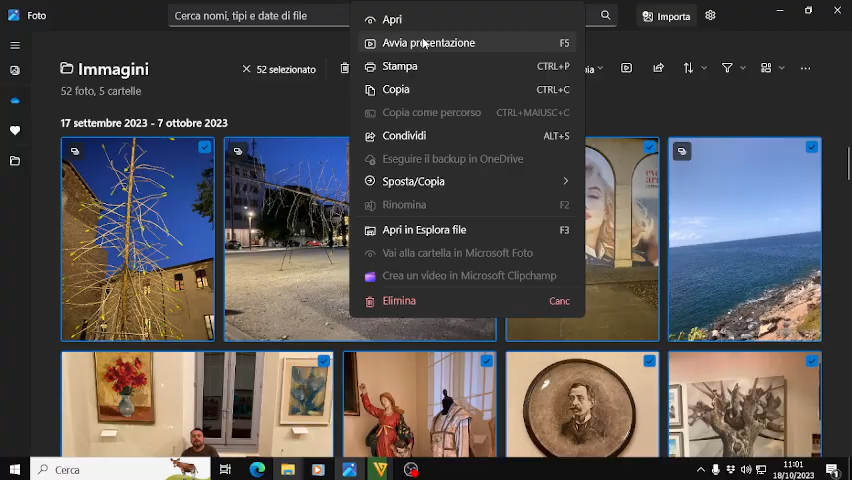 Foto
Cerca nomi, tipi e date di file
Importa
Immagini
52 selezionato
52 foto, 5 cartelle
17 settembre 2023 - 7 ottobre 2023
Apri
Avvia presentazione F5
Stampa CTRL+P
Copia CTRL+C
Copia come percorso CTRL+MAIUSC+C
Condividi ALT+S
Eseguire il backup in OneDrive
Sposta/Copia
Rinomina F2
Apri in Esplora file F3
Vai alla cartella in Microsoft Foto
Crea un video in Microsoft Clipchamp
Elimina Canc
Cerca
11:01
18/10/2023